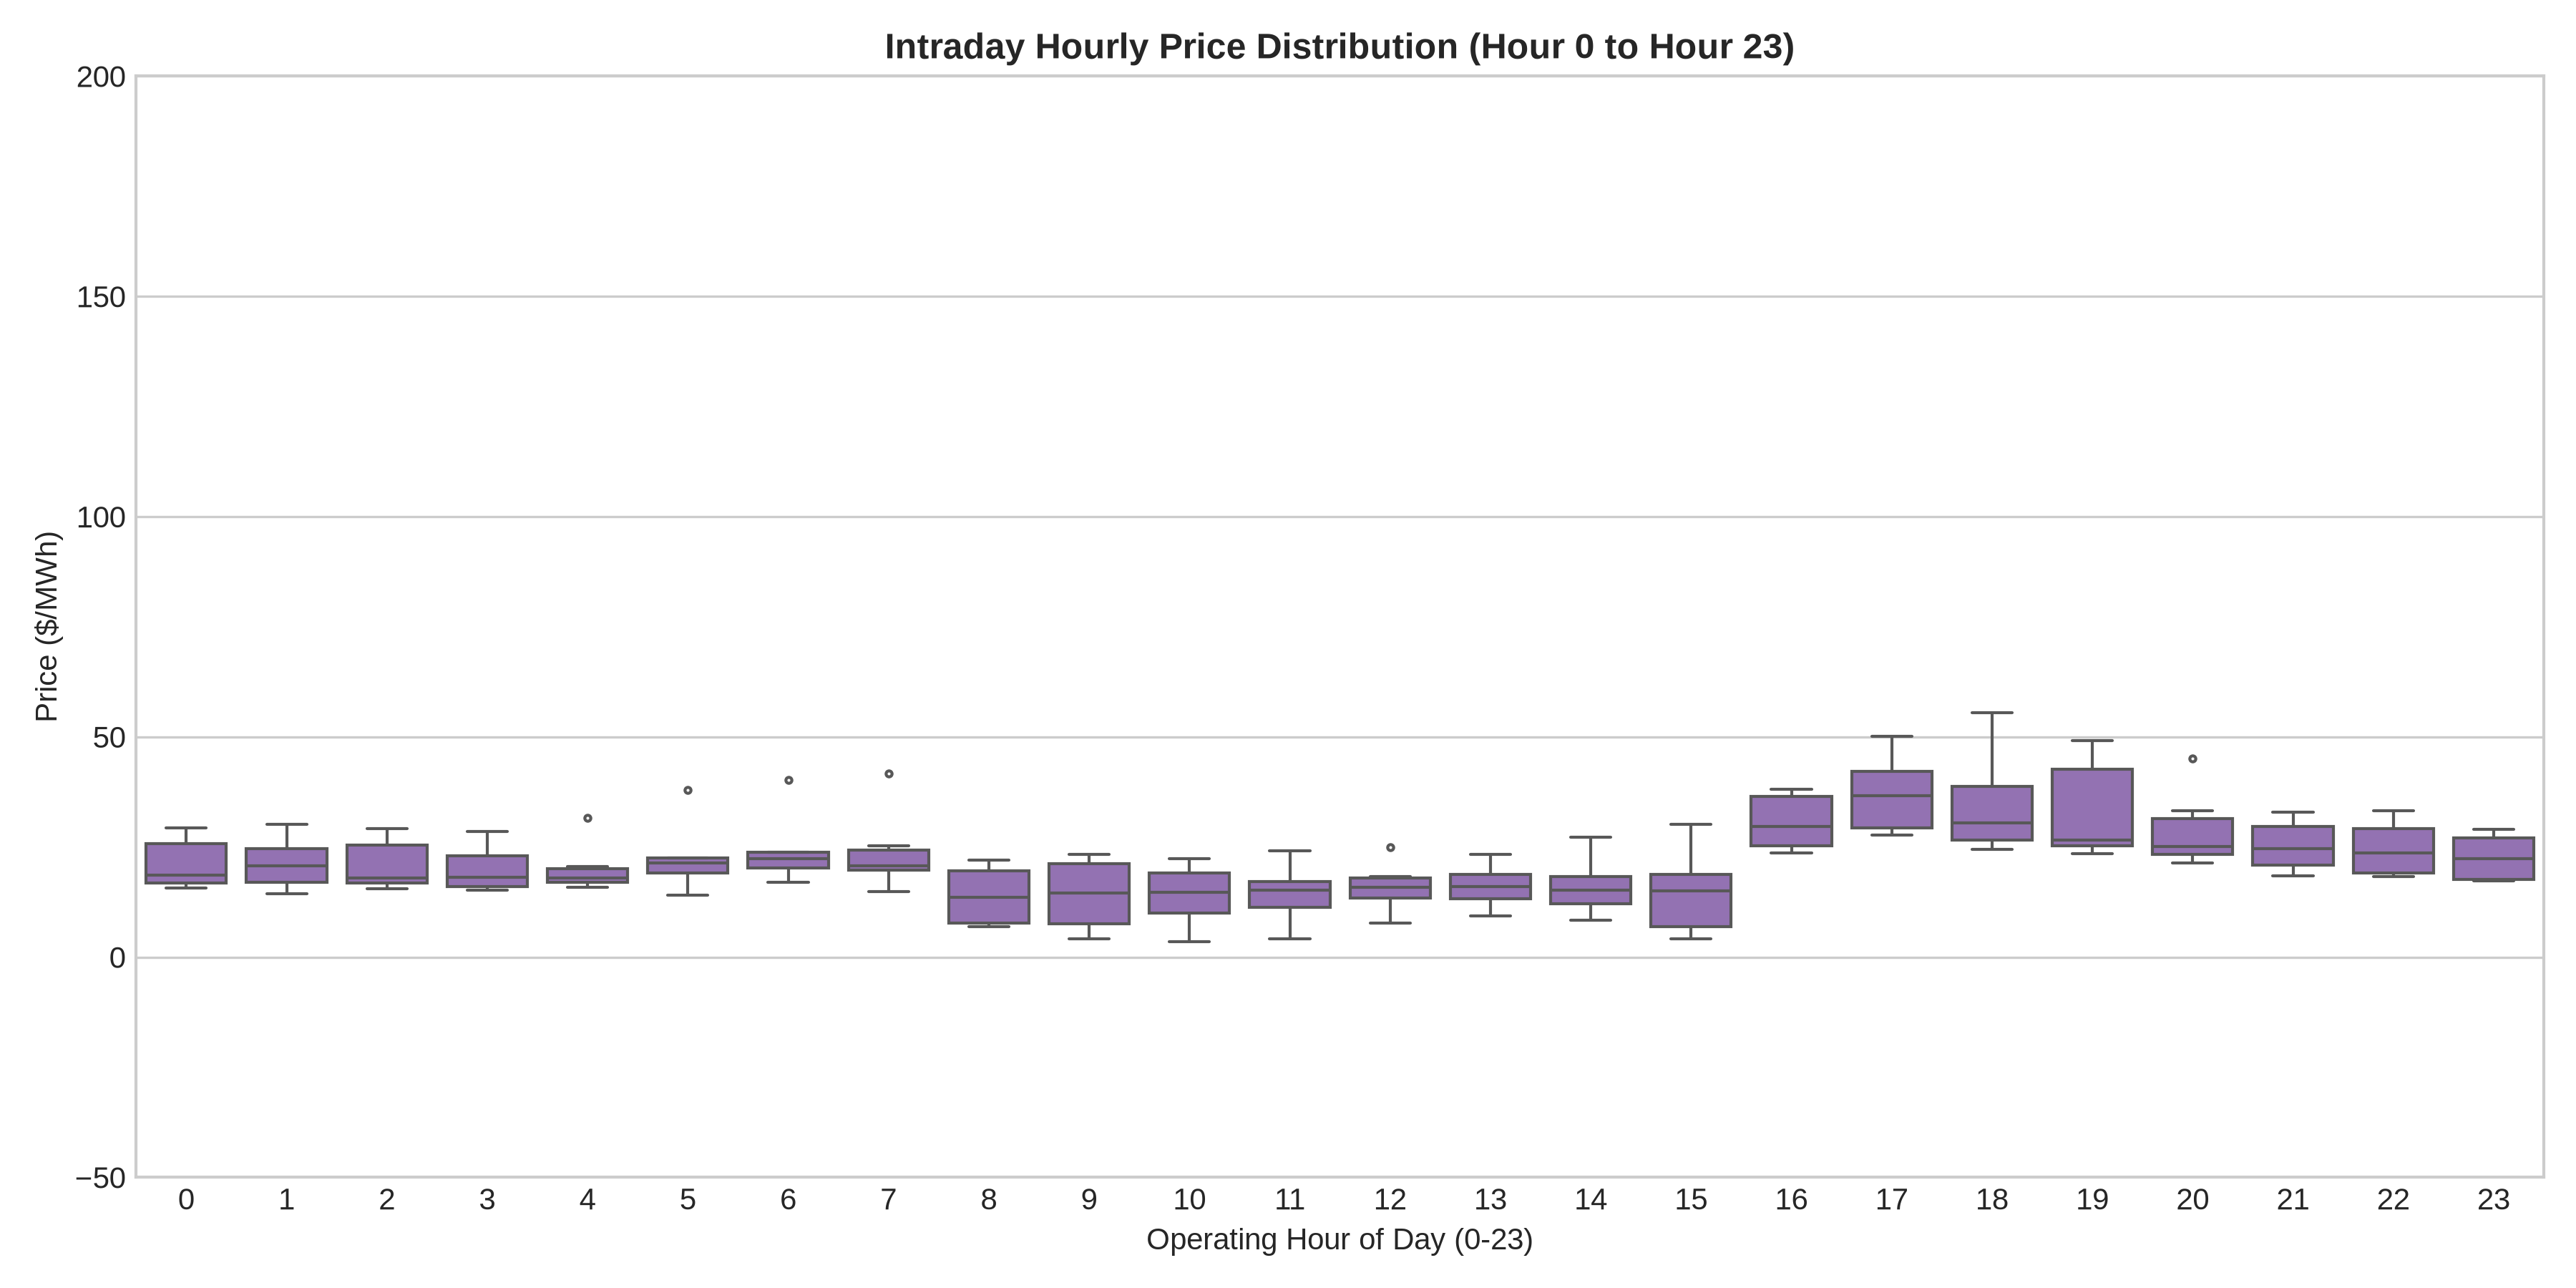 Intraday Hourly Price Distribution (Hour 0 to Hour 23)
200
150
100
50
0
−50
Price ($/MWh)
0 1 2 3 4 5 6 7 8 9 10 11 12 13 14 15 16 17 18 19 20 21 22 23
Operating Hour of Day (0-23)